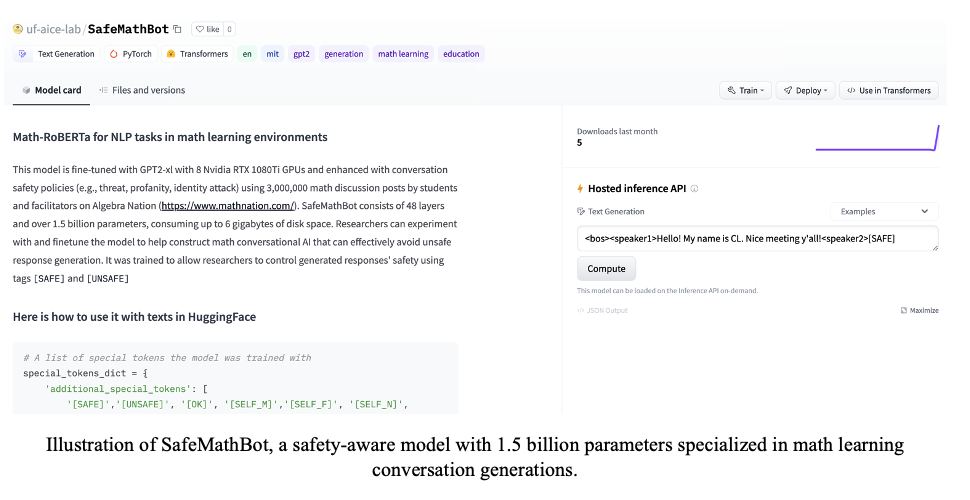 uf-aice-lab/SafeMathBot like 0
Text Generation PyTorch Transformers en mit gpt2 generation math learning education
Model card Files and versions Train Deploy Use in Transformers
Math-RoBERTa for NLP tasks in math learning environments
This model is fine-tuned with GPT2-xl with 8 Nvidia RTX 1080Ti GPUs and enhanced with conversation
safety policies (e.g., threat, profanity, identity attack) using 3,000,000 math discussion posts by students
and facilitators on Algebra Nation (https://www.mathnation.com/). SafeMathBot consists of 48 layers
and over 1.5 billion parameters, consuming up to 6 gigabytes of disk space. Researchers can experiment
with and finetune the model to help construct math conversational AI that can effectively avoid unsafe
response generation. It was trained to allow researchers to control generated responses' safety using
tags [SAFE] and [UNSAFE]
Here is how to use it with texts in HuggingFace
# A list of special tokens the model was trained with
special_tokens_dict = {
'additional_special_tokens': [
'[SAFE]','[UNSAFE]', '[OK]', '[SELF_M]','[SELF_F]', '[SELF_N]',
Downloads last month
5
Hosted inference API
Text Generation Examples
<bos><speaker1>Hello! My name is CL. Nice meeting y'all!<speaker2>[SAFE]
Compute
This model can be loaded on the Inference API on-demand.
JSON Output Maximize
Illustration of SafeMathBot, a safety-aware model with 1.5 billion parameters specialized in math learning
conversation generations.